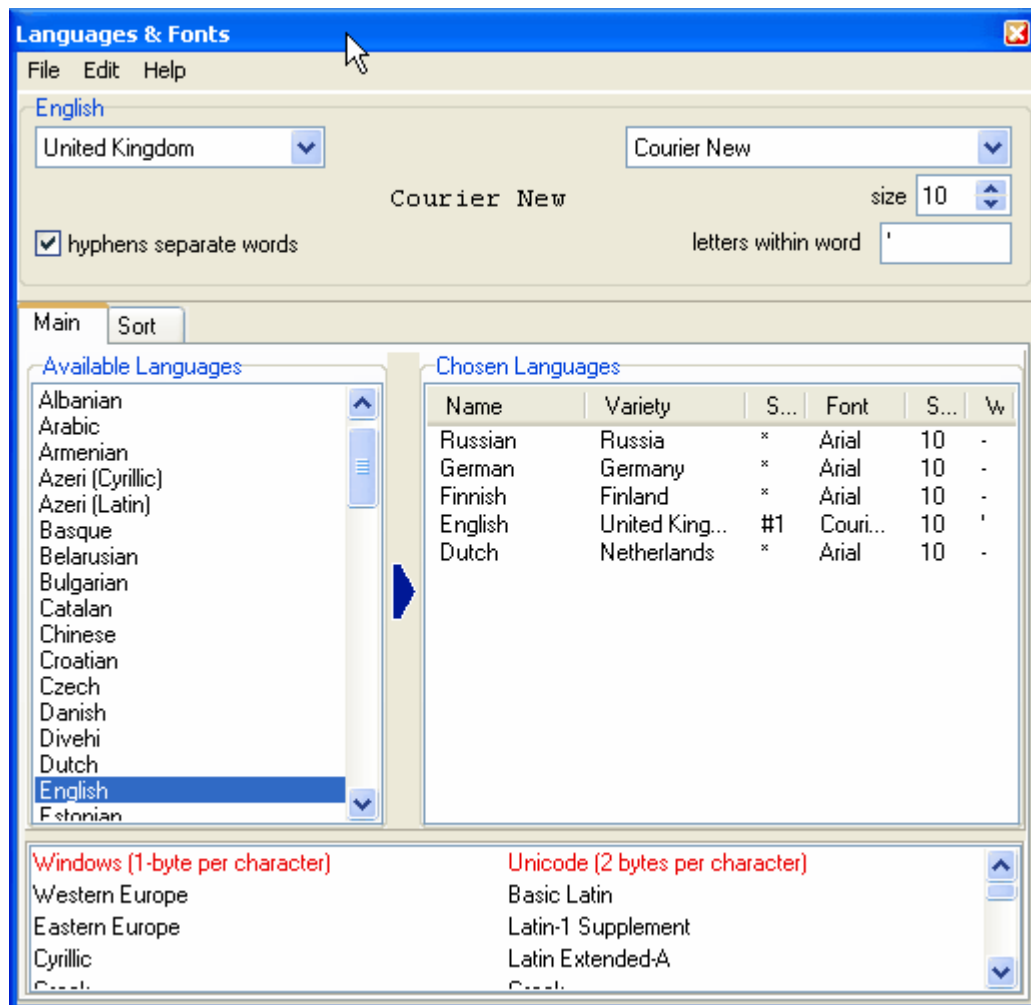 Languages & Fonts
File Edit Help
English
United Kingdom Courier New
Courier New size 10
hyphens separate words letters within word '
Main Sort
Available Languages Chosen Languages
Name Variety S... Font S... W
Albanian
Arabic
Armenian
Azeri (Cyrillic)
Azeri (Latin)
Basque
Belarusian
Bulgarian
Catalan
Chinese
Croatian
Czech
Danish
Divehi
Dutch
English
Estonian
Russian Russia * Arial 10 -
German Germany * Arial 10 -
Finnish Finland * Arial 10 -
English United King... #1 Couri... 10 '
Dutch Netherlands * Arial 10 -
Windows (1-byte per character) Unicode (2 bytes per character)
Western Europe Basic Latin
Eastern Europe Latin-1 Supplement
Cyrillic Latin Extended-A